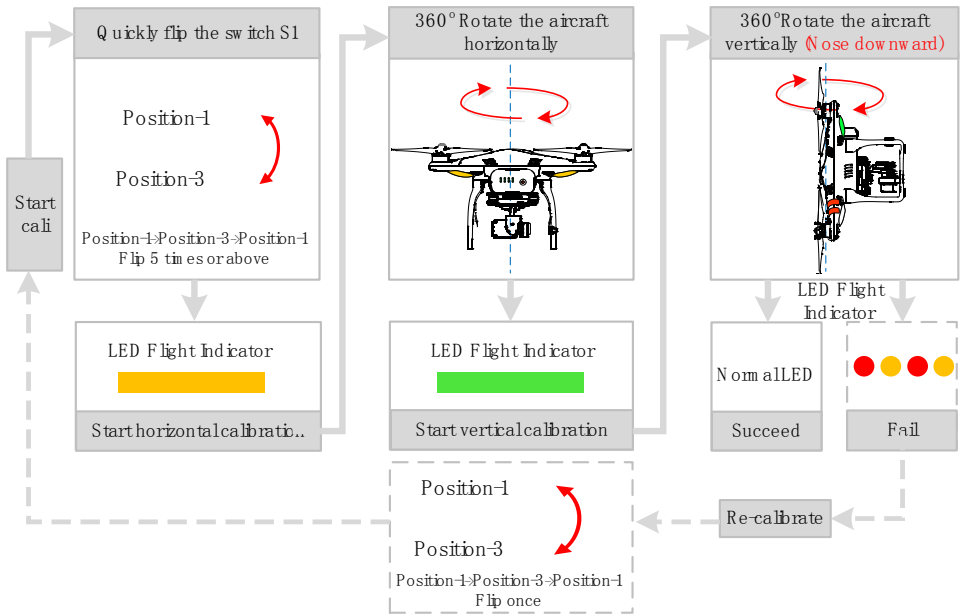 Start
cali
Quickly flip the switch S1
Position-1
Position-3
Position-1>Position-3>Position-1
Flip 5 times or above
LED Flight Indicator
Start horizontal calibratio...
360° Rotate the aircraft
horizontally
LED Flight Indicator
Start vertical calibration
360° Rotate the aircraft
vertically (Nose downward)
LED Flight
Indicator
Normal LED
Succeed
Fail
Re-calibrate
Position-1
Position-3
Position-1>Position-3>Position-1
Flip once